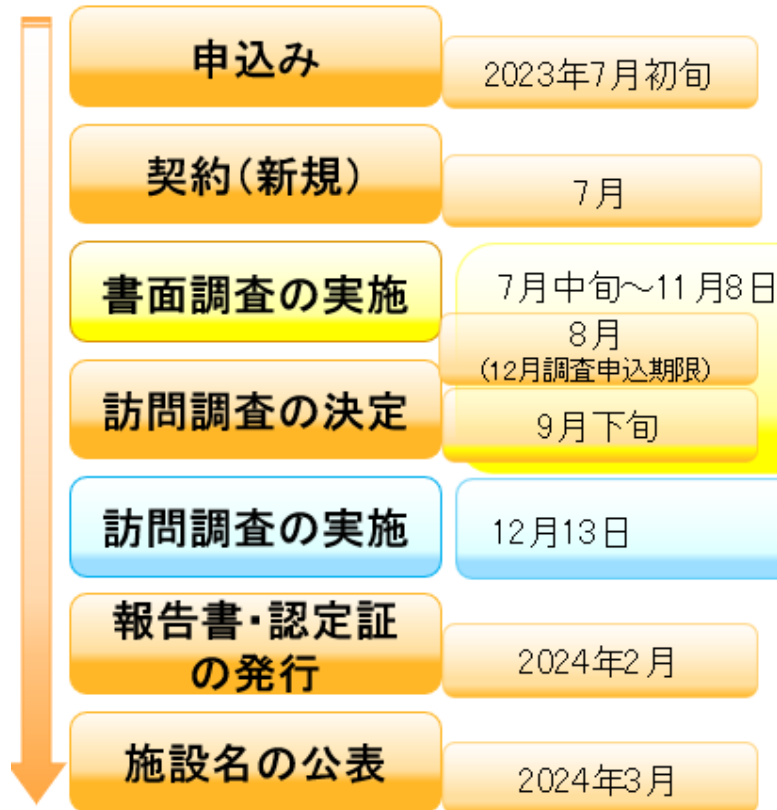 申込み
2023年7月初旬
契約(新規)
7月
書面調査の実施
7月中旬～11月8日
8月
(12月調査申込期限)
訪問調査の決定
9月下旬
訪問調査の実施
12月13日
報告書・認定証
の発行
2024年2月
施設名の公表
2024年3月